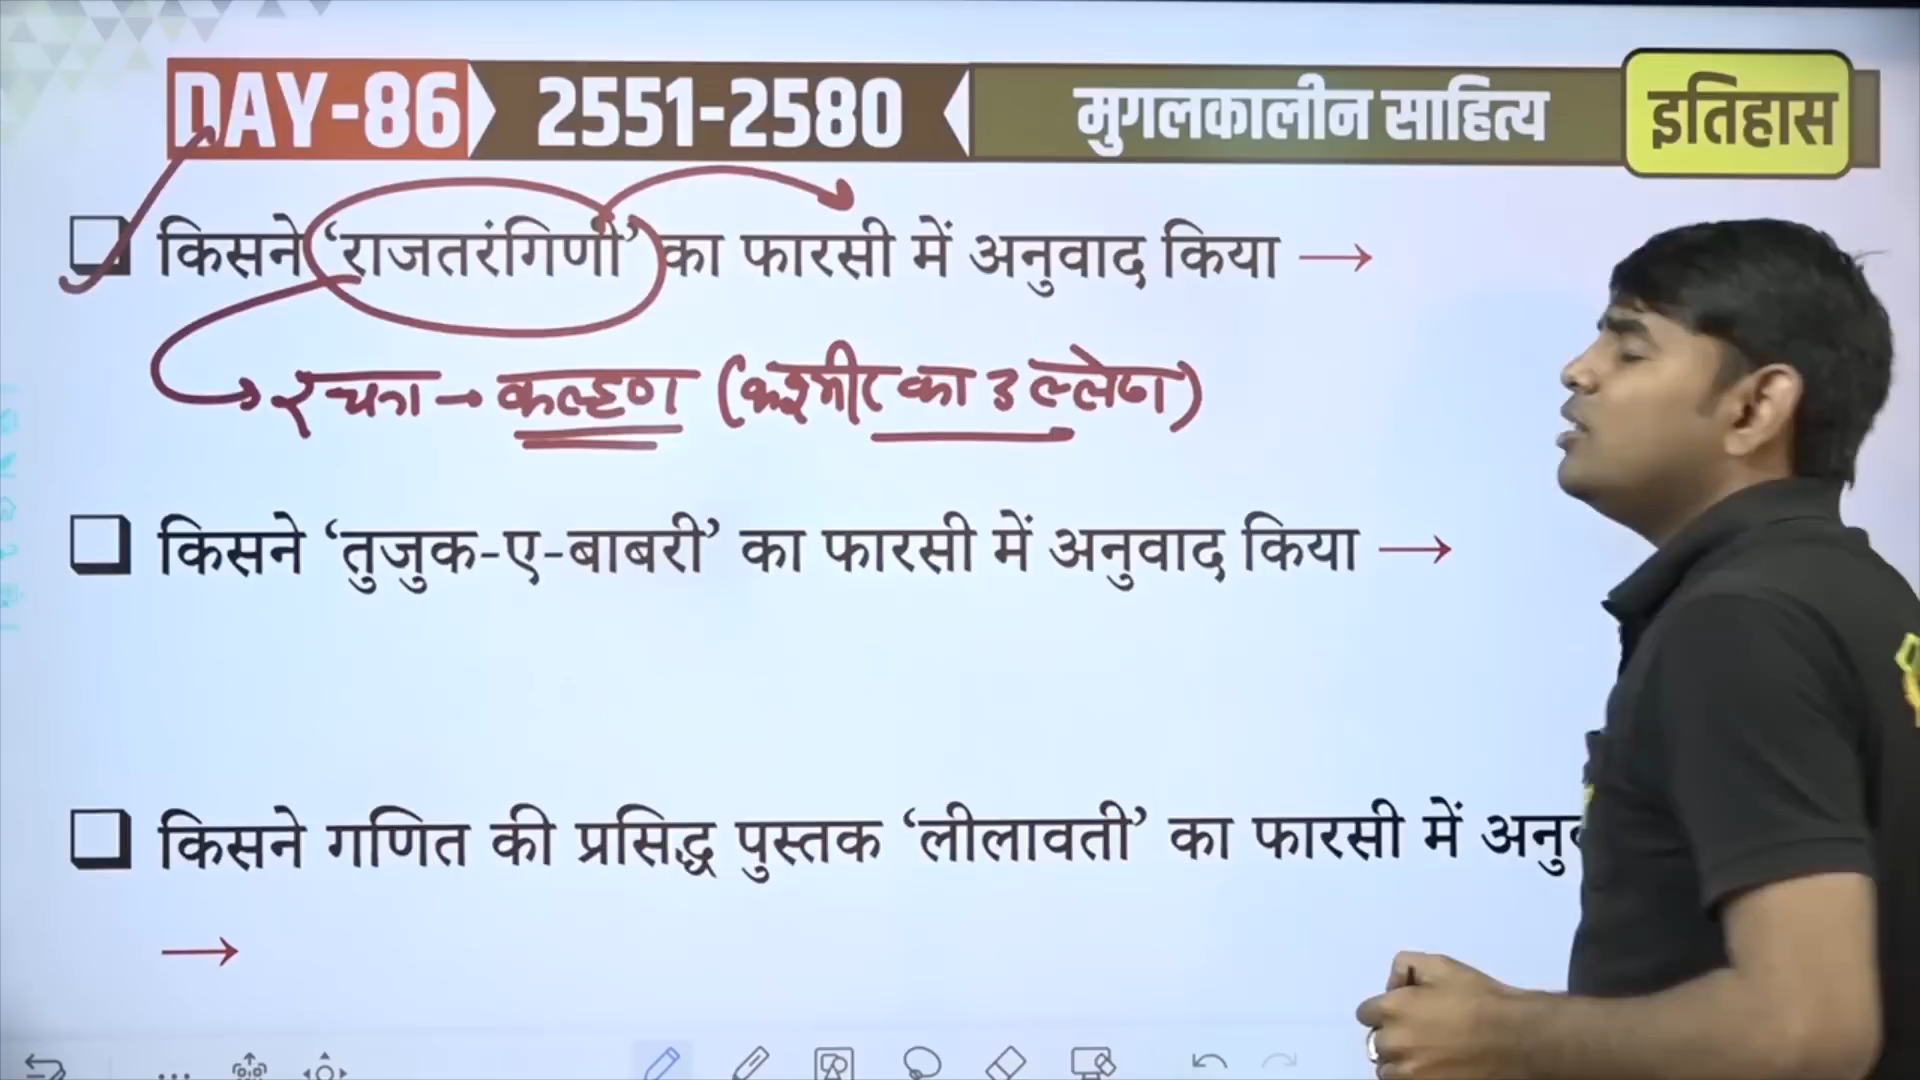 DAY-86 2551-2580 मुगलकालीन साहित्य इतिहास
किसने ‘राजतरंगिणी’ का फारसी में अनुवाद किया →
→ रचना → कल्हण (कश्मीर का उल्लेख)
किसने ‘तुजुक-ए-बाबरी’ का फारसी में अनुवाद किया →
किसने गणित की प्रसिद्ध पुस्तक ‘लीलावती’ का फारसी में
→